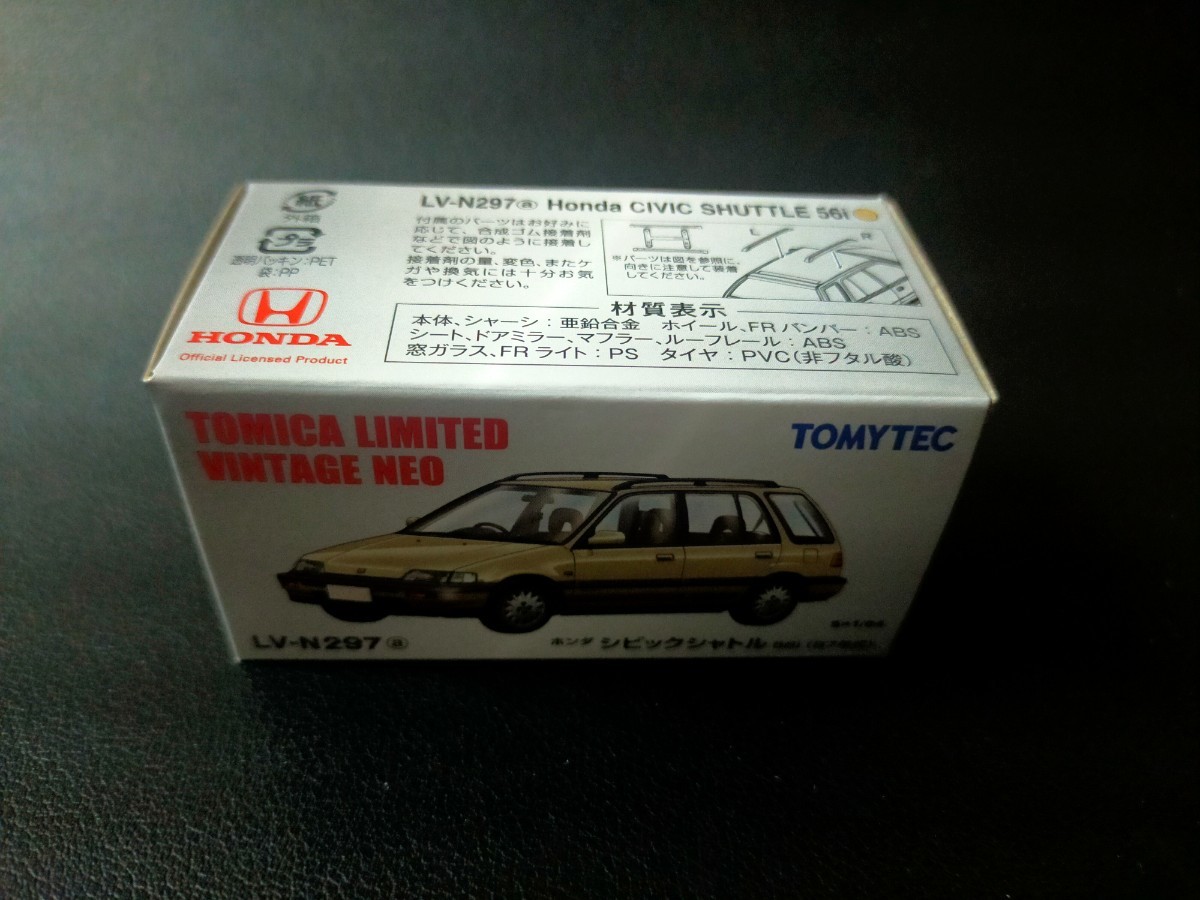 紙
外箱
透明パッキン:PET
袋:PP
HONDA
Official Licensed Product
LV-N297ⓐ Honda CIVIC SHUTTLE 56i
付属のパーツはお好みに
応じて、合成ゴム接着剤
などで図のように接着し
てください。
接着剤の量、変色、またケ
ガや換気には十分お気
をつけください。
※パーツは図を参照に、
向きに注意して装着
してください。
L
材質表示
本体、シャーシ:亜鉛合金 ホイール、FRバンパー:ABS
シート、ドアミラー、マフラー、ルーフレール:ABS
窓ガラス、FRライト:PS タイヤ:PVC(非フタル酸)
TOMICA LIMITED
VINTAGE NEO
TOMYTEC
LV-N297ⓐ
ホンダ シビックシャトル 56i
S=1/64